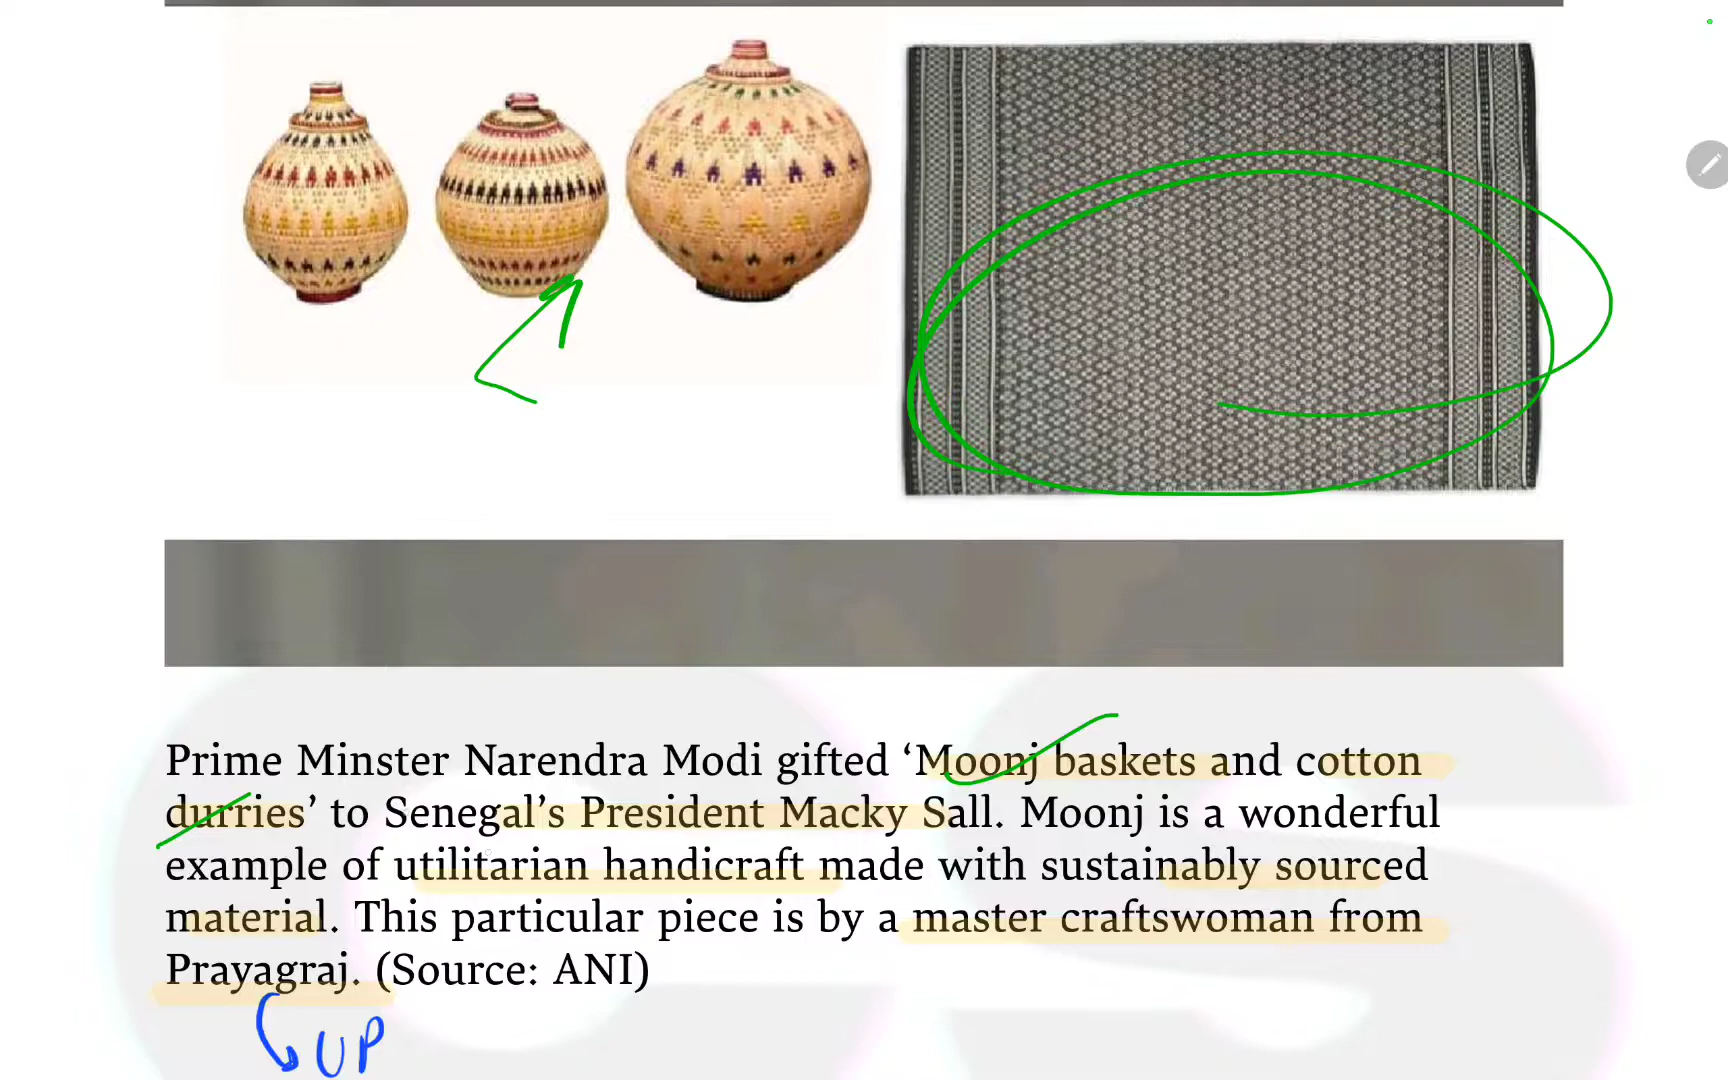 Prime Minster Narendra Modi gifted ‘Moonj baskets and cotton
durries’ to Senegal’s President Macky Sall. Moonj is a wonderful
example of utilitarian handicraft made with sustainably sourced
material. This particular piece is by a master craftswoman from
Prayagraj. (Source: ANI)
UP